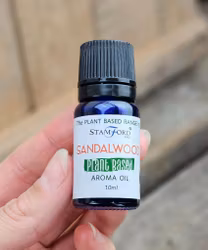 The PLANT BASED RANGE
STAMFORD
SANDALWOOD
PLANT BASED
AROMA OIL
10ml